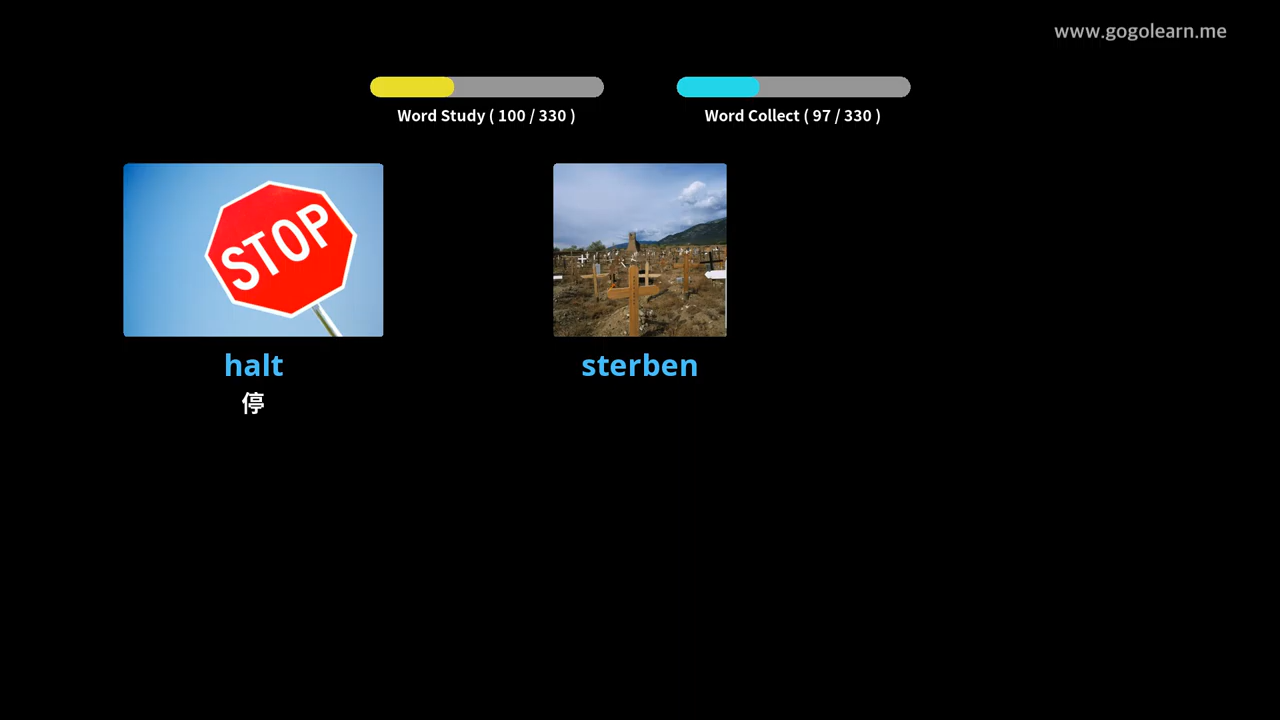 www.gogolearn.me
Word Study ( 100 / 330 )
Word Collect ( 97 / 330 )
STOP
halt
停
sterben